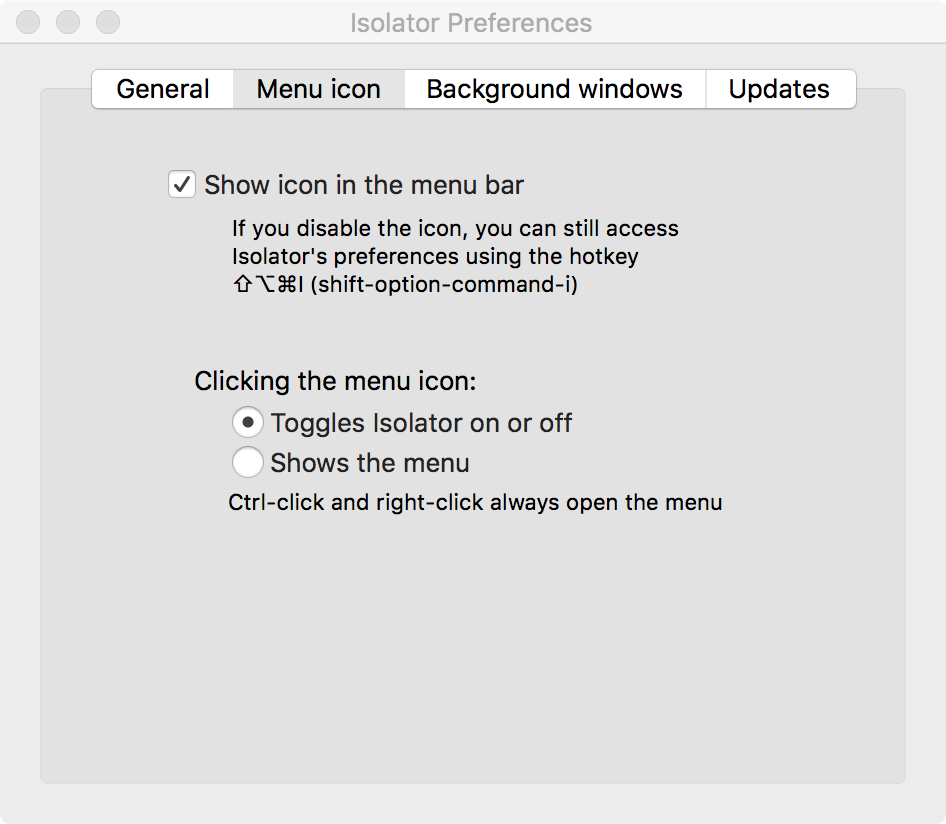 Isolator Preferences
General Menu icon Background windows Updates
Show icon in the menu bar
If you disable the icon, you can still access
Isolator's preferences using the hotkey
⇧⌥⌘I (shift-option-command-i)
Clicking the menu icon:
Toggles Isolator on or off
Shows the menu
Ctrl-click and right-click always open the menu